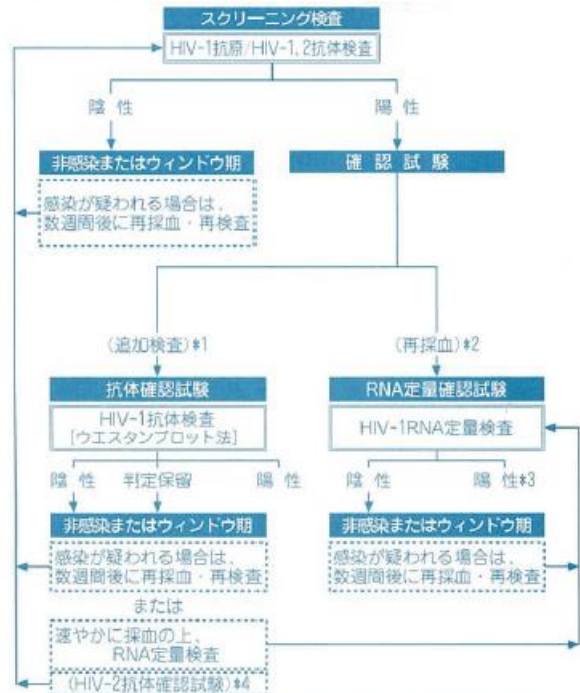 スクリーニング検査
HIV-1抗原/HIV-1,2抗体検査
陰性
陽性
非感染またはウィンドウ期
確認試験
感染が疑われる場合は、
数週間後に再採血・再検査
(追加検査)*1
(再採血)*2
抗体確認試験
RNA定量確認試験
HIV-1抗体検査
[ウエスタンブロット法]
HIV-1RNA定量検査
陰性
判定保留
陽性
陰性
陽性*3
非感染またはウィンドウ期
非感染またはウィンドウ期
感染が疑われる場合は、
数週間後に再採血・再検査
感染が疑われる場合は、
数週間後に再採血・再検査
または
速やかに採血の上、
RNA定量検査
(HIV-2抗体確認試験)*4